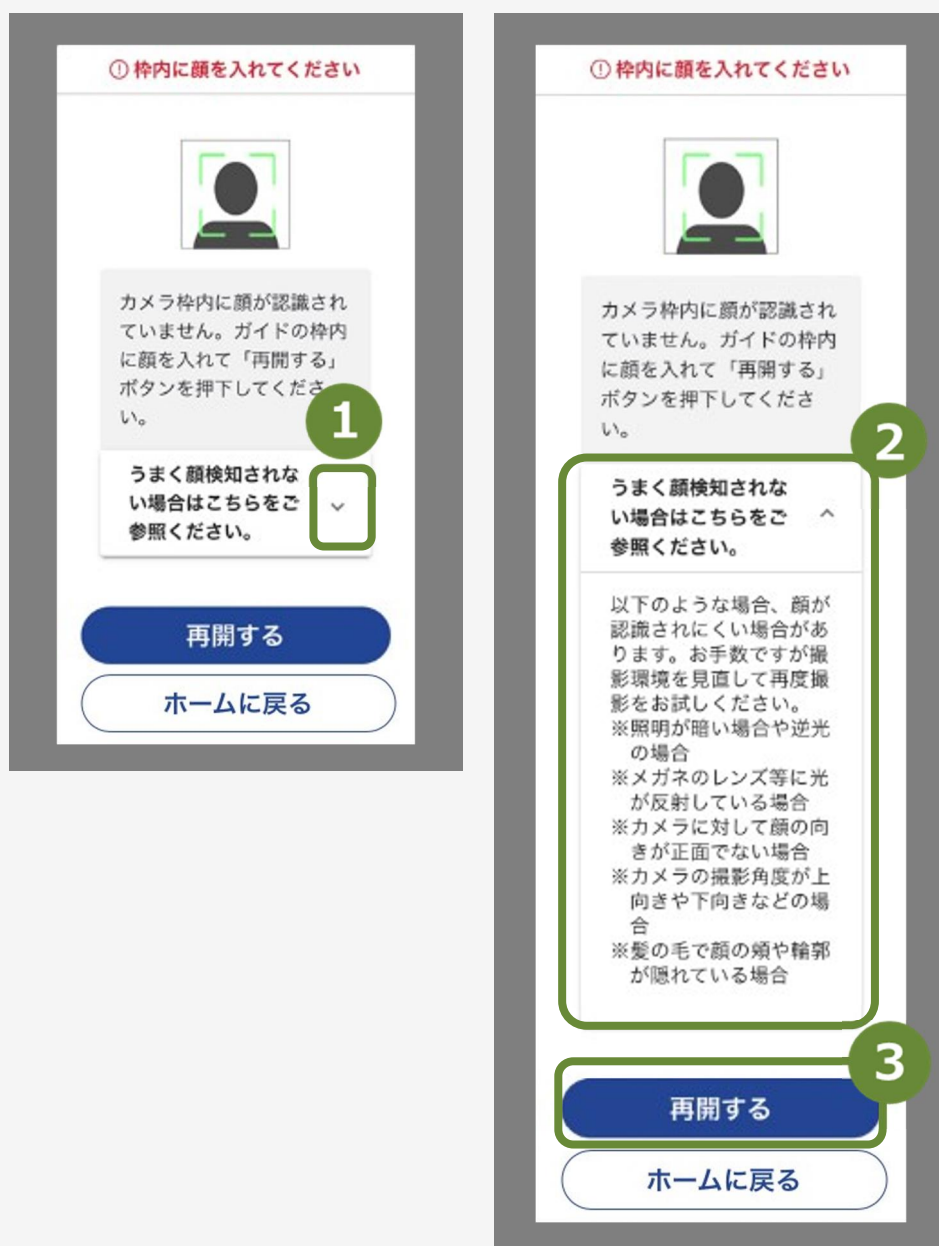 ① 枠内に顔を入れてください
カメラ枠内に顔が認識され
ていません。ガイドの枠内
に顔を入れて「再開する」
ボタンを押下してくださ
い。
1
うまく顔検知されな
い場合はこちらをご
参照ください。
再開する
ホームに戻る
① 枠内に顔を入れてください
カメラ枠内に顔が認識され
ていません。ガイドの枠内
に顔を入れて「再開する」
ボタンを押下してくださ
い。
2
うまく顔検知されな
い場合はこちらをご
参照ください。
以下のような場合、顔が
認識されにくい場合があ
ります。お手数ですが撮
影環境を見直して再度撮
影をお試しください。
※照明が暗い場合や逆光
の場合
※メガネのレンズ等に光
が反射している場合
※カメラに対して顔の向
きが正面でない場合
※カメラの撮影角度が上
向きや下向きなどの場
合
※髪の毛で顔の頬や輪郭
が隠れている場合
3
再開する
ホームに戻る